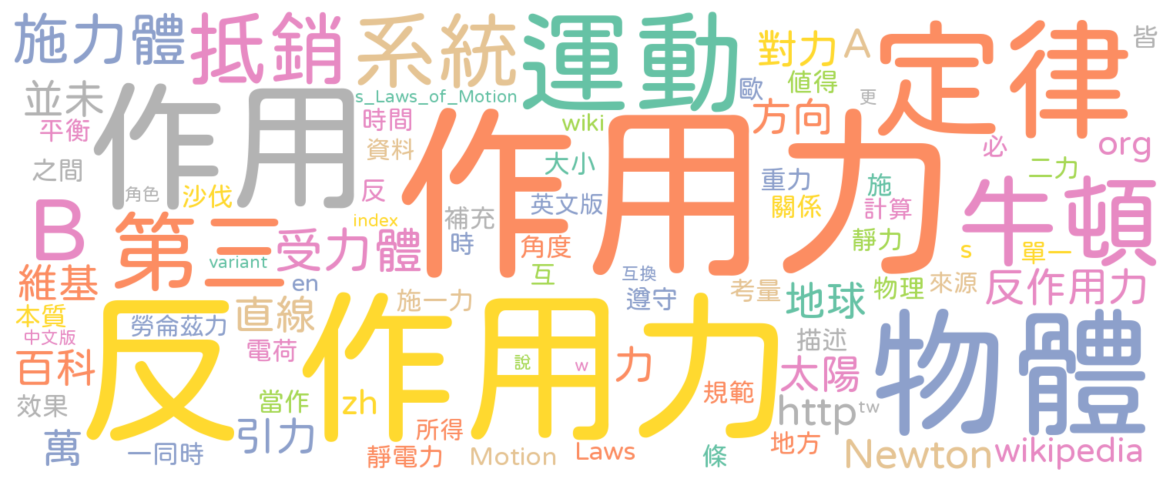 施力體 抵銷 系統 運動 對力 A 定律 皆
並未 作用 s_Laws_of_Motion 歐 值得 更
平衡 時間 wiki 作用力 方向 必 org
之間 資料 大小 重力 二力
角色 沙伐 反 英文版 施 關係 計算 牛頓
B 第三 index 補充 時 角度 靜力 s 單一
受力體 variant 互 互換
維基 en 施一力 遵守 考量 地球 物理 來源 反作用力
本質 勞侖茲力 直線 描述
中文版 反作用力 電荷 說 w 力 太陽 物體
百科 規範
效果 當作 zh http tw
萬 引力 所得 地方
一同時 靜電力 Motion Laws 條 Newton wikipedia